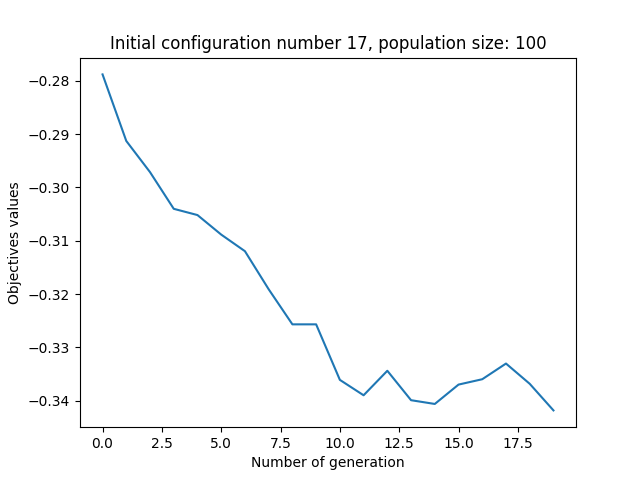 Initial configuration number 17, population size: 100
−0.28
−0.29
−0.30
−0.31
−0.32
−0.33
−0.34
Objectives values
0.0 2.5 5.0 7.5 10.0 12.5 15.0 17.5
Number of generation